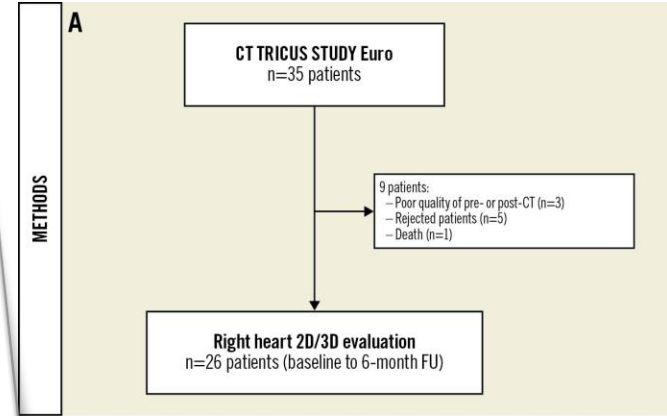 A
METHODS
CT TRICUS STUDY Euro
n=35 patients
9 patients:
– Poor quality of pre- or post-CT (n=3)
– Rejected patients (n=5)
– Death (n=1)
Right heart 2D/3D evaluation
n=26 patients (baseline to 6-month FU)